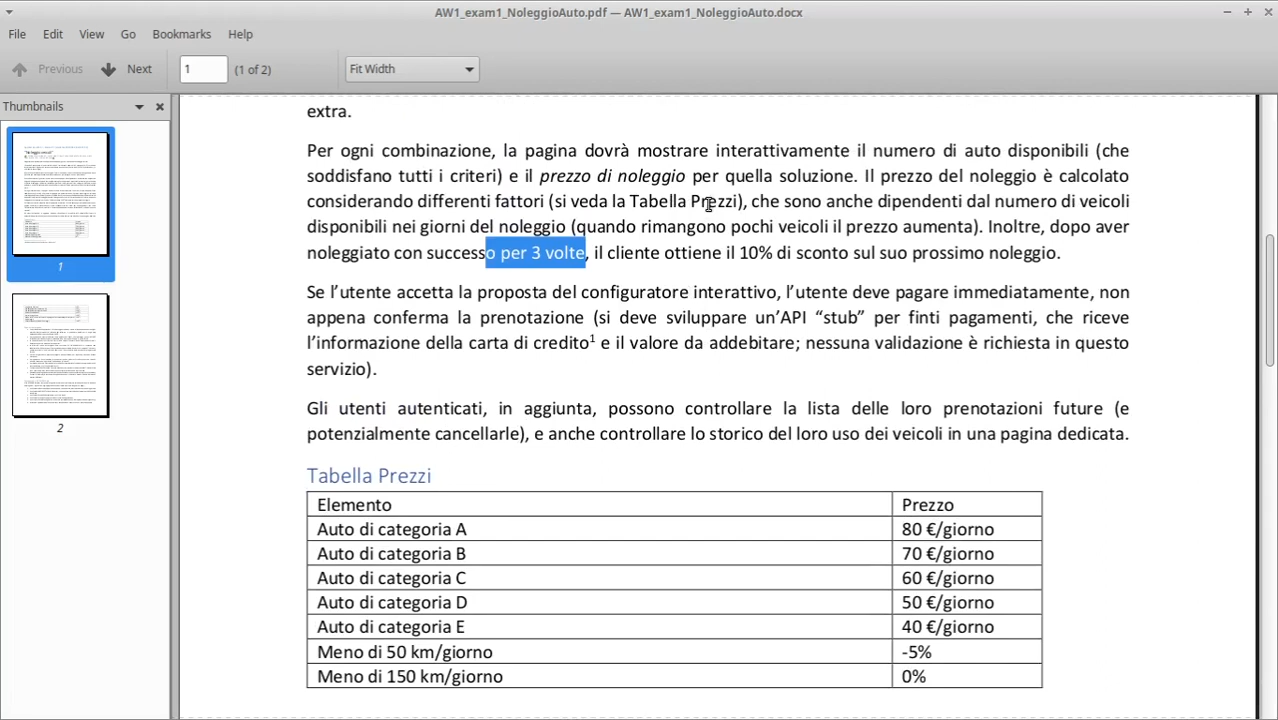 AW1_exam1_NoleggioAuto.pdf — AW1_exam1_NoleggioAuto.docx
File Edit View Go Bookmarks Help
Previous Next 1 (1 of 2) Fit Width
Thumbnails
1
2
extra.
Per ogni combinazione, la pagina dovrà mostrare interattivamente il numero di auto disponibili (che
soddisfano tutti i criteri) e il prezzo di noleggio per quella soluzione. Il prezzo del noleggio è calcolato
considerando differenti fattori (si veda la Tabella Prezzi), che sono anche dipendenti dal numero di veicoli
disponibili nei giorni del noleggio (quando rimangono pochi veicoli il prezzo aumenta). Inoltre, dopo aver
noleggiato con successo per 3 volte, il cliente ottiene il 10% di sconto sul suo prossimo noleggio.
Se l’utente accetta la proposta del configuratore interattivo, l’utente deve pagare immediatamente, non
appena conferma la prenotazione (si deve sviluppare un’API “stub” per finti pagamenti, che riceve
l’informazione della carta di credito¹ e il valore da addebitare; nessuna validazione è richiesta in questo
servizio).
Gli utenti autenticati, in aggiunta, possono controllare la lista delle loro prenotazioni future (e
potenzialmente cancellarle), e anche controllare lo storico del loro uso dei veicoli in una pagina dedicata.
Tabella Prezzi
Elemento Prezzo
Auto di categoria A 80 €/giorno
Auto di categoria B 70 €/giorno
Auto di categoria C 60 €/giorno
Auto di categoria D 50 €/giorno
Auto di categoria E 40 €/giorno
Meno di 50 km/giorno -5%
Meno di 150 km/giorno 0%